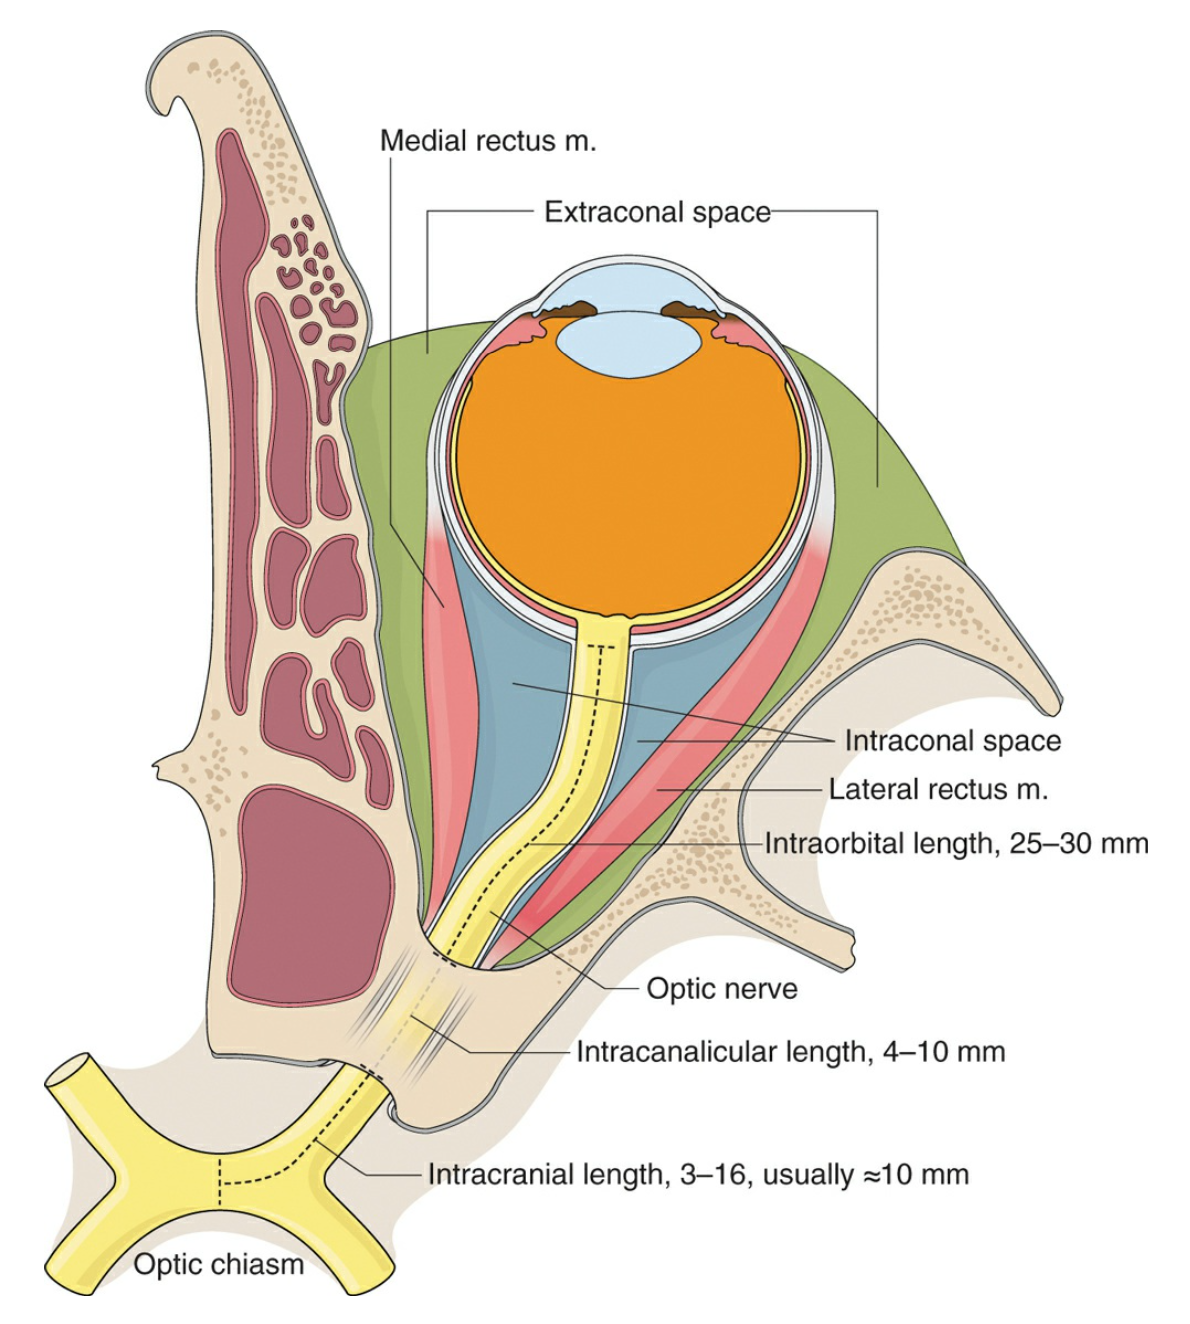 Medial rectus m.
Extraconal space
Intraconal space
Lateral rectus m.
Intraorbital length, 25–30 mm
Optic nerve
Intracanalicular length, 4–10 mm
Intracranial length, 3–16, usually ≈10 mm
Optic chiasm